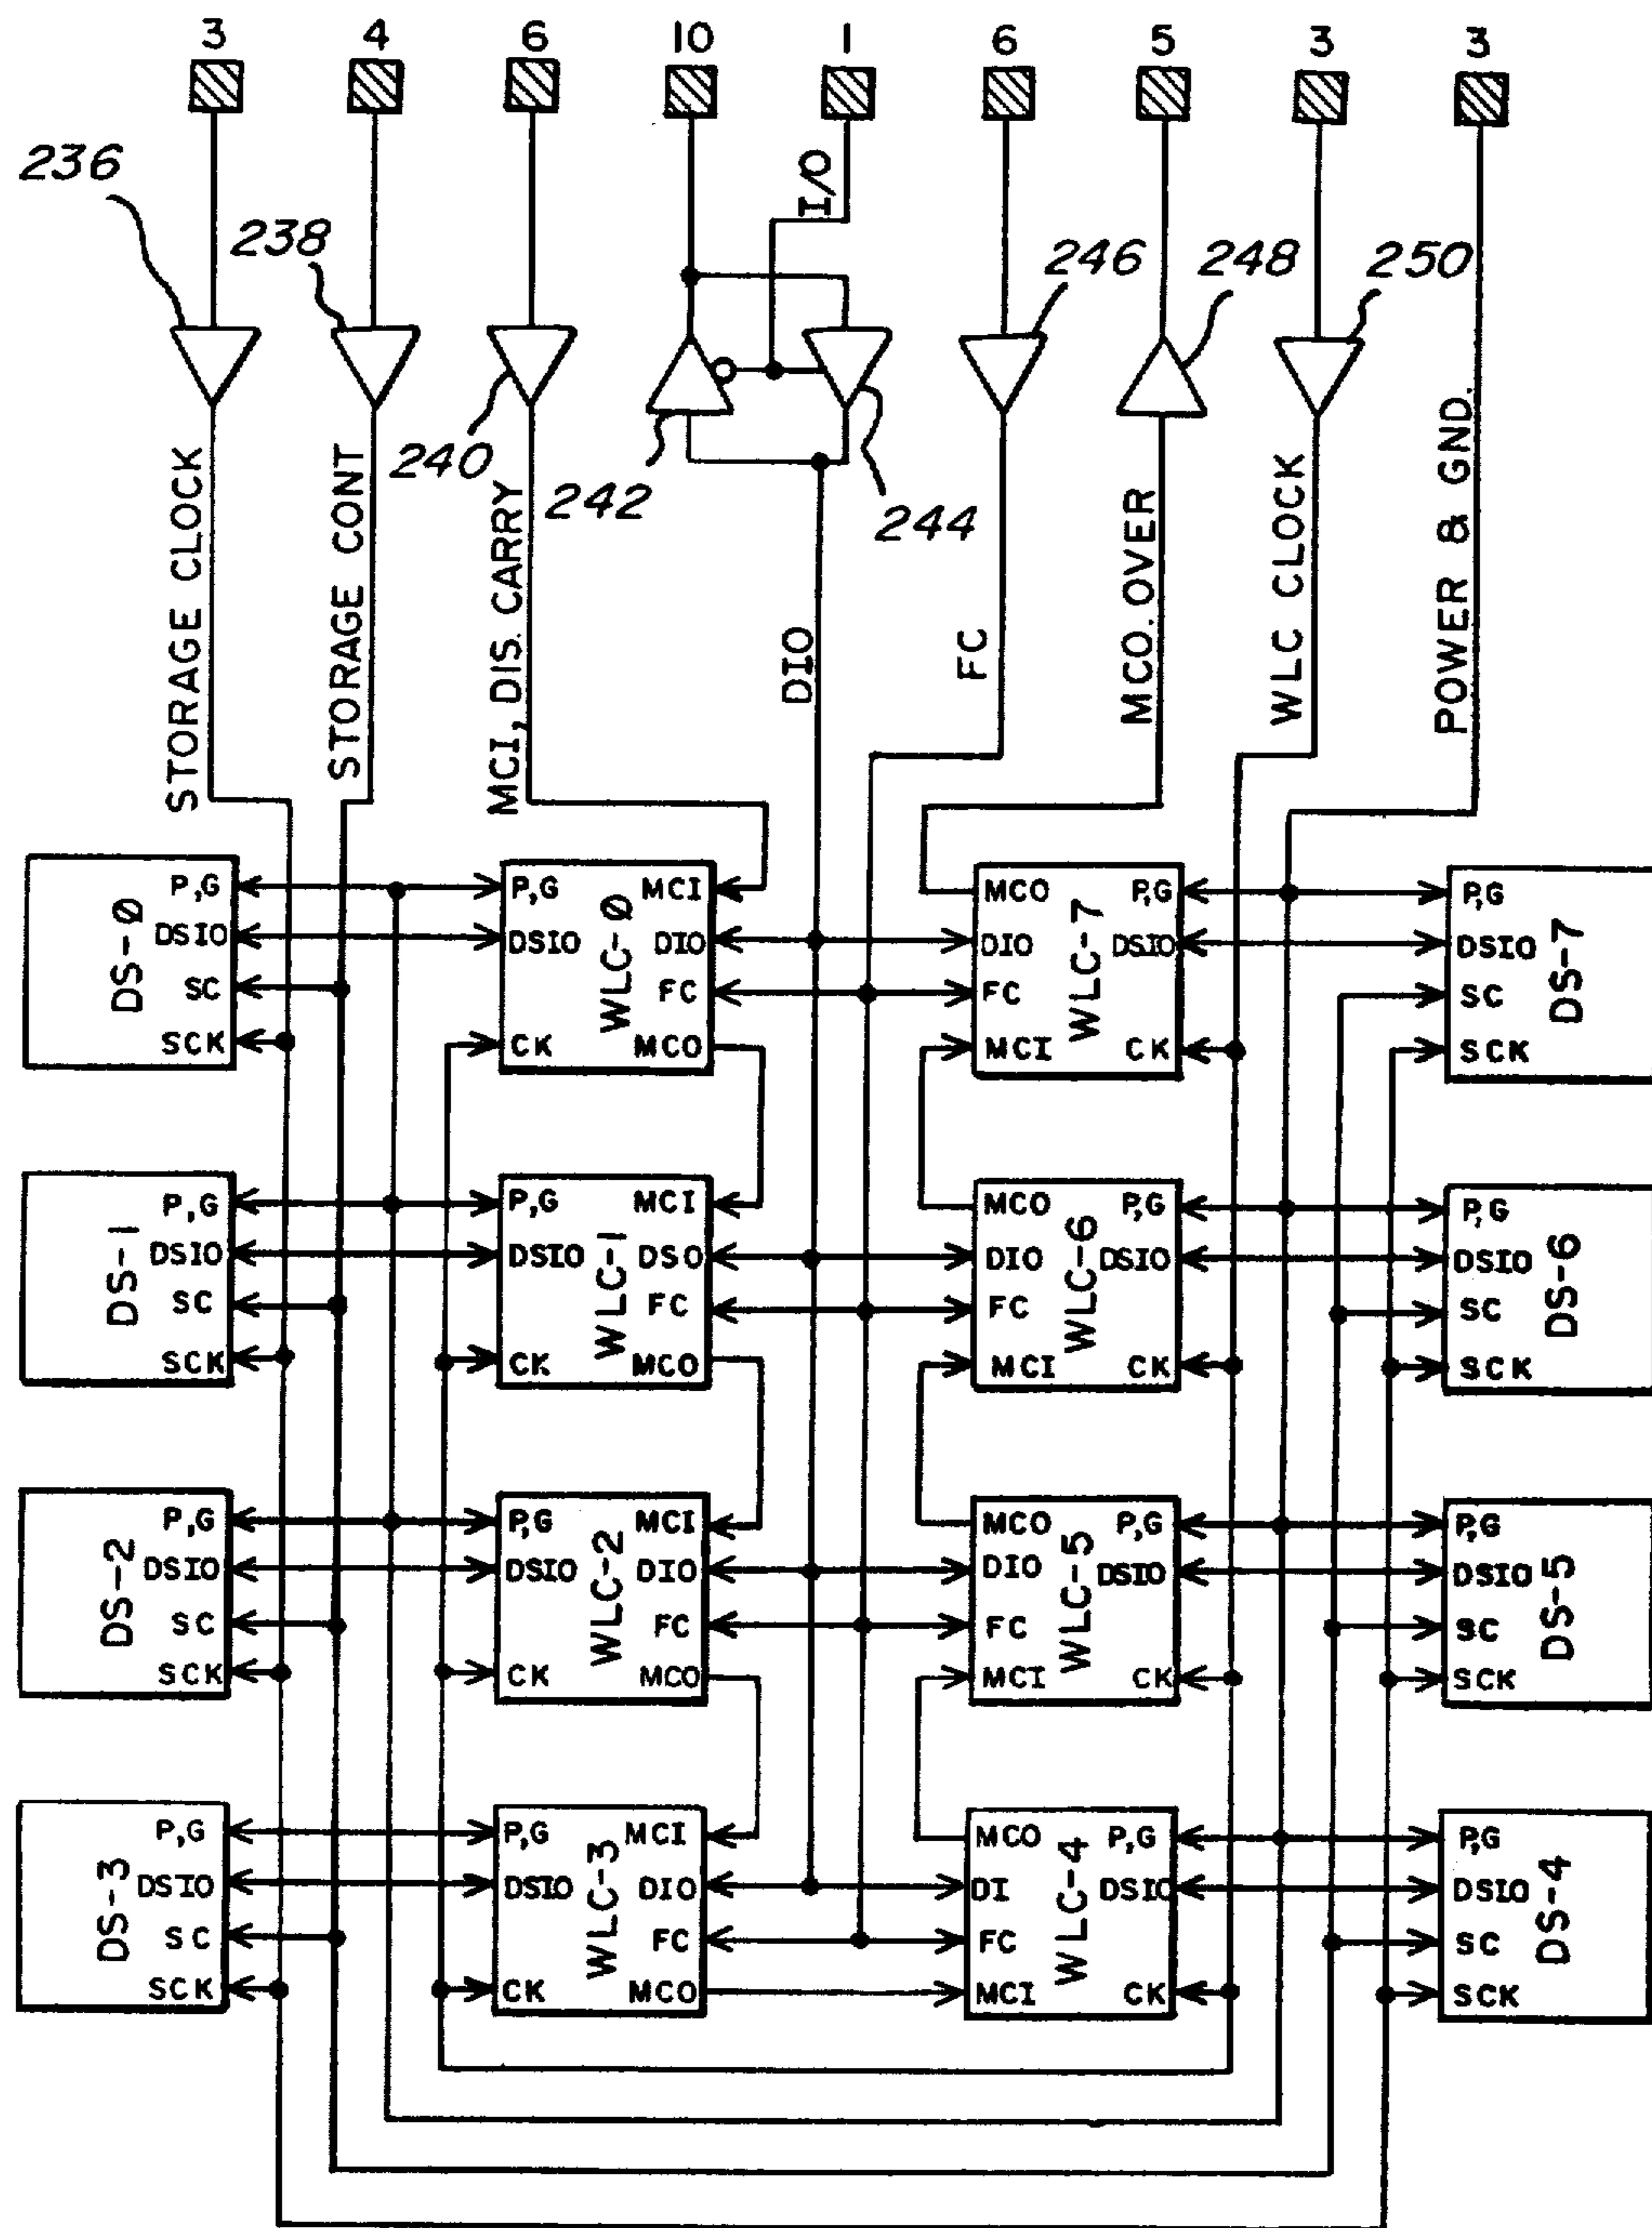 3 4 6 10 1 6 5 3 3
I/O
236
238
240
242
244
246
248
250
STORAGE CLOCK
STORAGE CONT
MCI, DIS. CARRY
DIO
FC
MCO. OVER
WLC CLOCK
POWER & GND.
DS-Ø
P,G
DSIO
SC
SCK
WLC-Ø
P,G MCI
DSIO DIO
FC
CK MCO
WLC-7
MCO P,G
DIO DSIO
FC
MCI CK
DS-7
P,G
DSIO
SC
SCK
DS-1
P,G
DSIO
SC
SCK
WLC-1
P,G MCI
DSIO DSO
FC
CK MCO
WLC-6
MCO P,G
DIO DSIO
FC
MCI CK
DS-6
P,G
DSIO
SC
SCK
DS-2
P,G
DSIO
SC
SCK
WLC-2
P,G MCI
DSIO DIO
FC
CK MCO
WLC-5
MCO P,G
DIO DSIO
FC
MCI CK
DS-5
P,G
DSIO
SC
SCK
DS-3
P,G
DSIO
SC
SCK
WLC-3
P,G MCI
DSIO DIO
FC
CK MCO
WLC-4
MCO P,G
DI DSIO
FC
MCI CK
DS-4
P,G
DSIO
SC
SCK